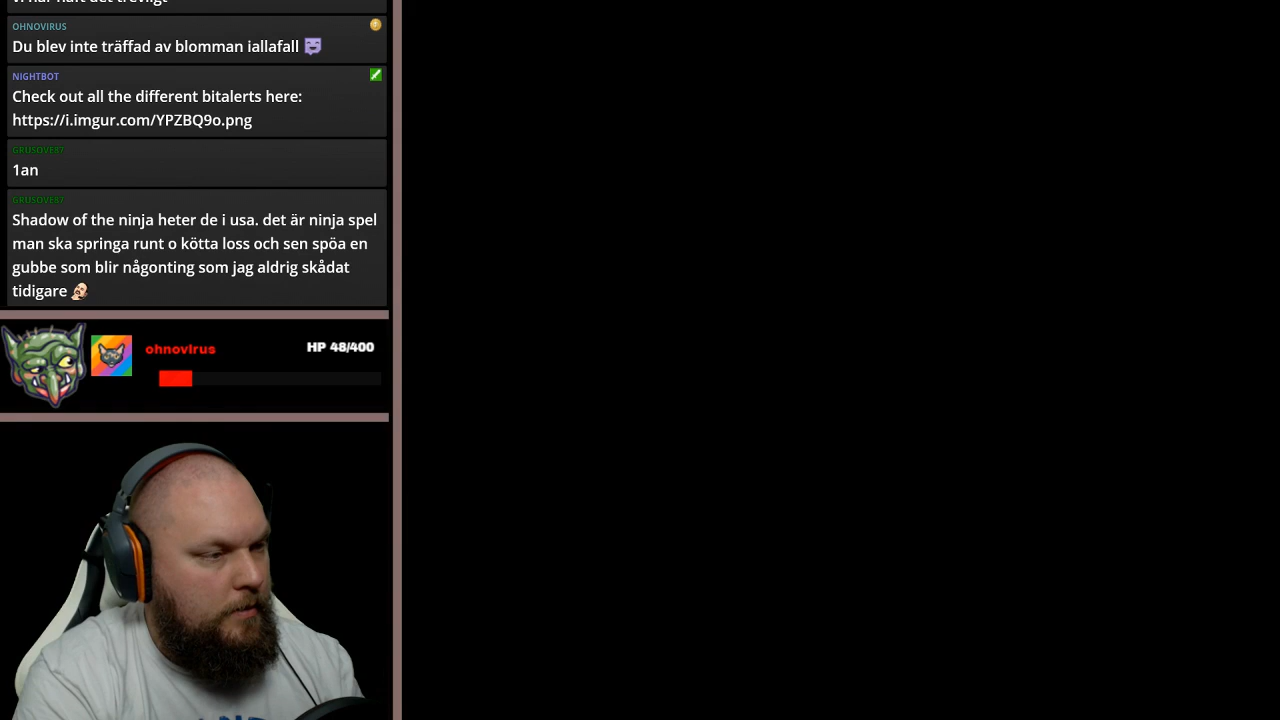 OHNOVIRUS
Du blev inte träffad av blomman iallafall
NIGHTBOT
Check out all the different bitalerts here:
https://i.imgur.com/YPZBQ9o.png
GRUSOVE87
1an
GRUSOVE87
Shadow of the ninja heter de i usa. det är ninja spel
man ska springa runt o kötta loss och sen spöa en
gubbe som blir någonting som jag aldrig skådat
tidigare
ohnovirus
HP 48/400